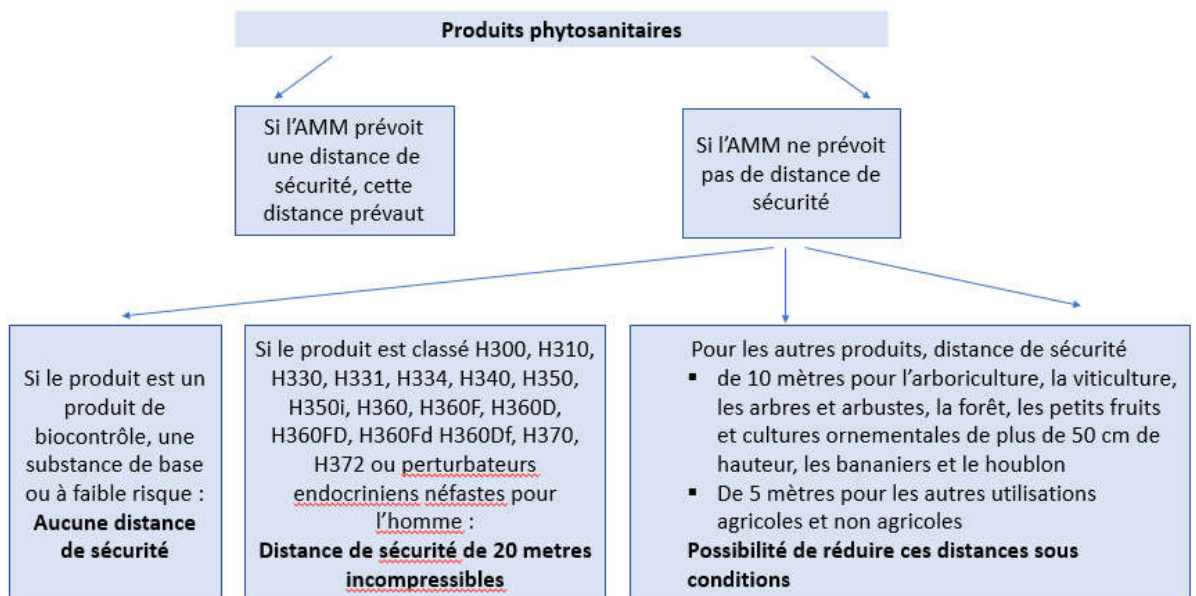 Produits phytosanitaires
Si l’AMM prévoit
une distance de
sécurité, cette
distance prévaut
Si l’AMM ne prévoit
pas de distance de
sécurité
Si le produit est un
produit de
biocontrôle, une
substance de base
ou à faible risque :
Aucune distance
de sécurité
Si le produit est classé H300, H310,
H330, H331, H334, H340, H350,
H350i, H360, H360F, H360D,
H360FD, H360Fd H360Df, H370,
H372 ou perturbateurs
endocriniens néfastes pour
l’homme :
Distance de sécurité de 20 metres
incompressibles
Pour les autres produits, distance de sécurité
▪ de 10 mètres pour l’arboriculture, la viticulture,
les arbres et arbustes, la forêt, les petits fruits
et cultures ornementales de plus de 50 cm de
hauteur, les bananiers et le houblon
▪ De 5 mètres pour les autres utilisations
agricoles et non agricoles
Possibilité de réduire ces distances sous
conditions